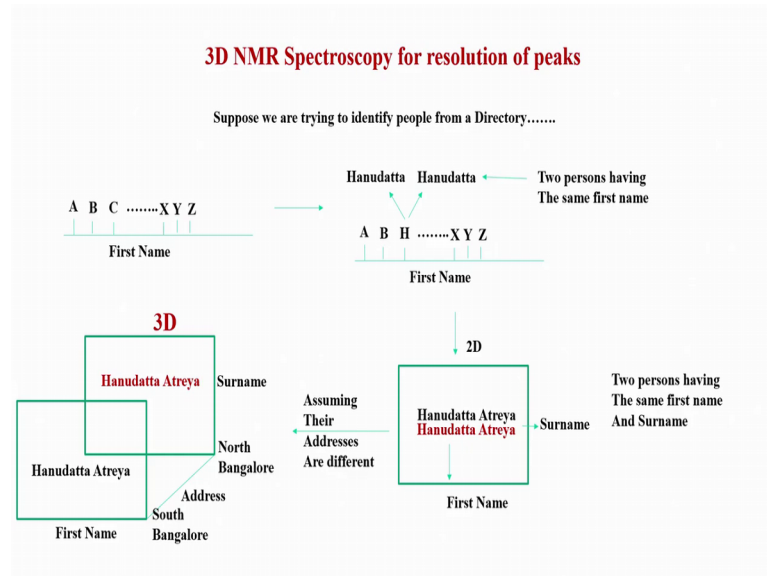 3D NMR Spectroscopy for resolution of peaks
Suppose we are trying to identify people from a Directory.......
A B C ........X Y Z
First Name
Hanudatta Hanudatta
Two persons having
The same first name
A B H ........X Y Z
First Name
2D
Hanudatta Atreya
Hanudatta Atreya
Surname
First Name
Two persons having
The same first name
And Surname
Assuming
Their
Addresses
Are different
3D
Hanudatta Atreya
Surname
North
Bangalore
Hanudatta Atreya
Address
First Name
South
Bangalore